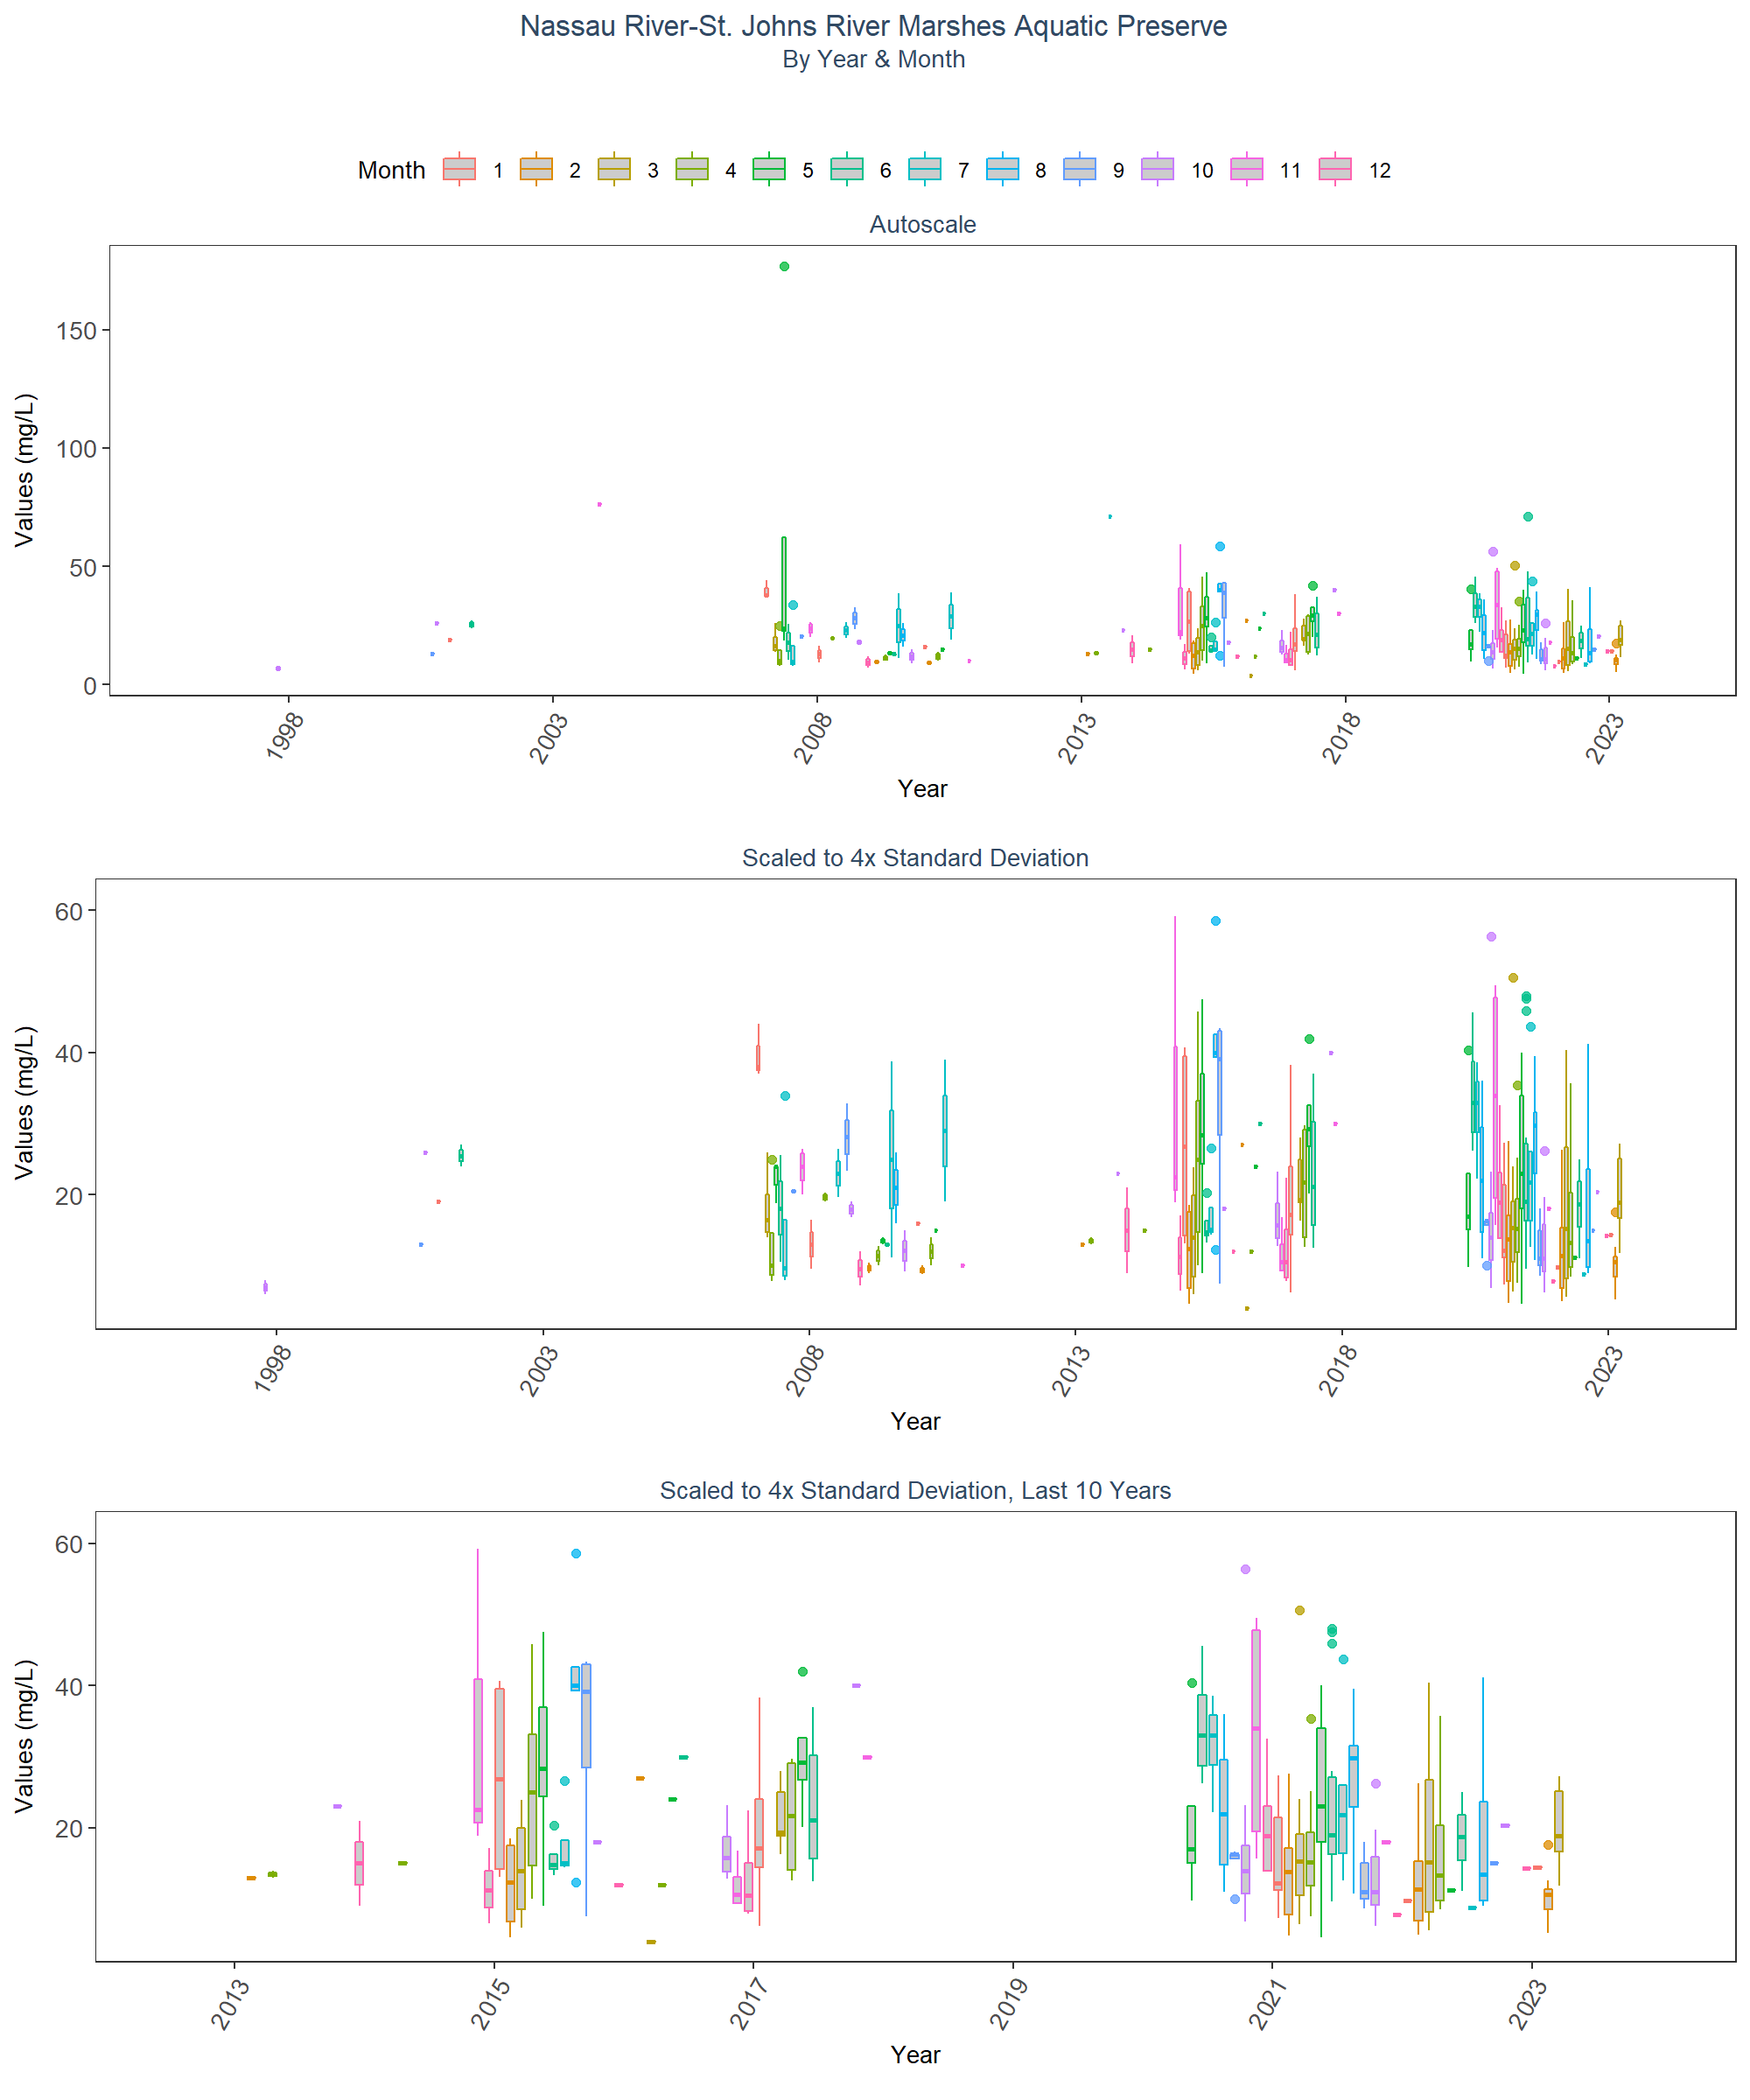 Nassau River-St. Johns River Marshes Aquatic Preserve
By Year & Month
Month 1 2 3 4 5 6 7 8 9 10 11 12
Autoscale
Values (mg/L)
150
100
50
0
1998 2003 2008 2013 2018 2023
Year
Scaled to 4x Standard Deviation
Values (mg/L)
60
40
20
1998 2003 2008 2013 2018 2023
Year
Scaled to 4x Standard Deviation, Last 10 Years
Values (mg/L)
60
40
20
2013 2015 2017 2019 2021 2023
Year